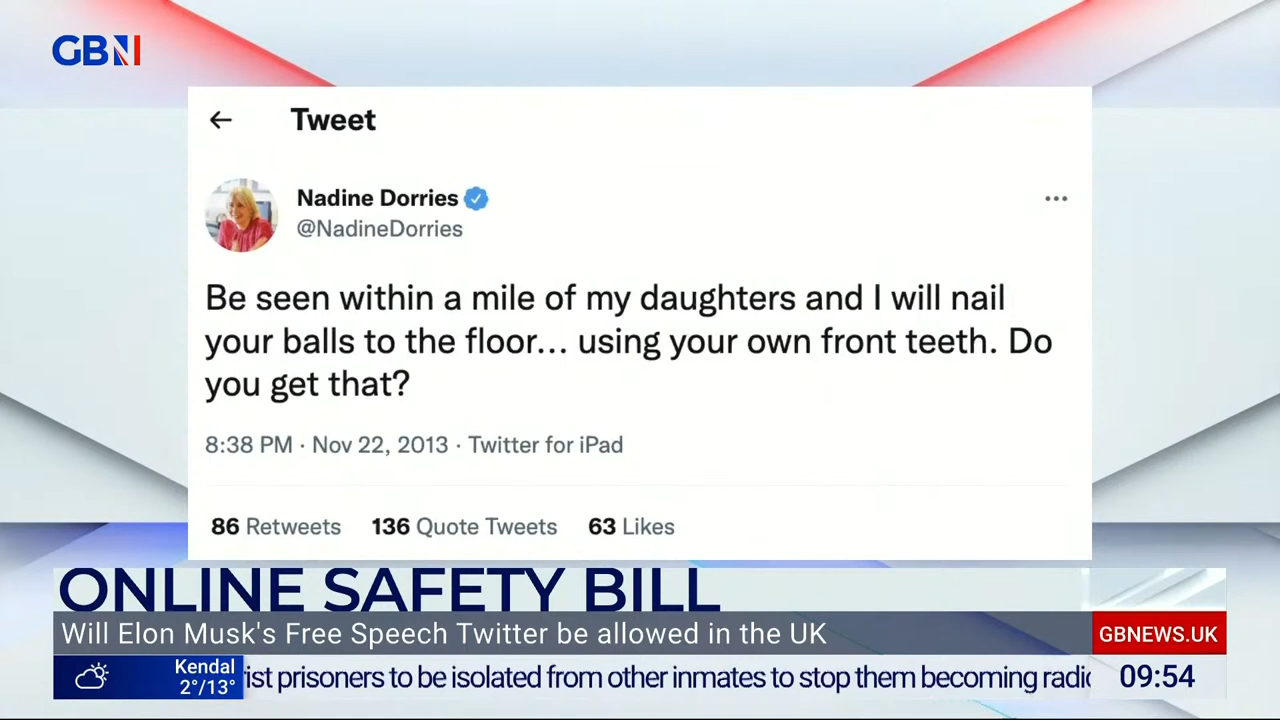 GBN
Tweet
Nadine Dorries
@NadineDorries
Be seen within a mile of my daughters and I will nail
your balls to the floor... using your own front teeth. Do
you get that?
8:38 PM · Nov 22, 2013 · Twitter for iPad
86 Retweets 136 Quote Tweets 63 Likes
ONLINE SAFETY BILL
Will Elon Musk's Free Speech Twitter be allowed in the UK
GBNEWS.UK
Kendal
2°/13°
prisoners to be isolated from other inmates to stop them becoming
09:54